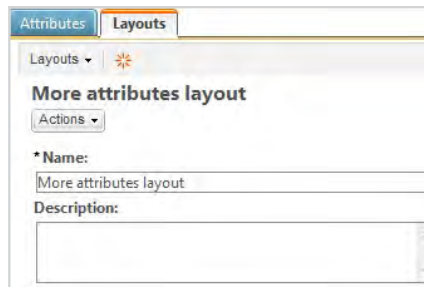 Attributes Layouts
Layouts
More attributes layout
Actions
*Name:
More attributes layout
Description: